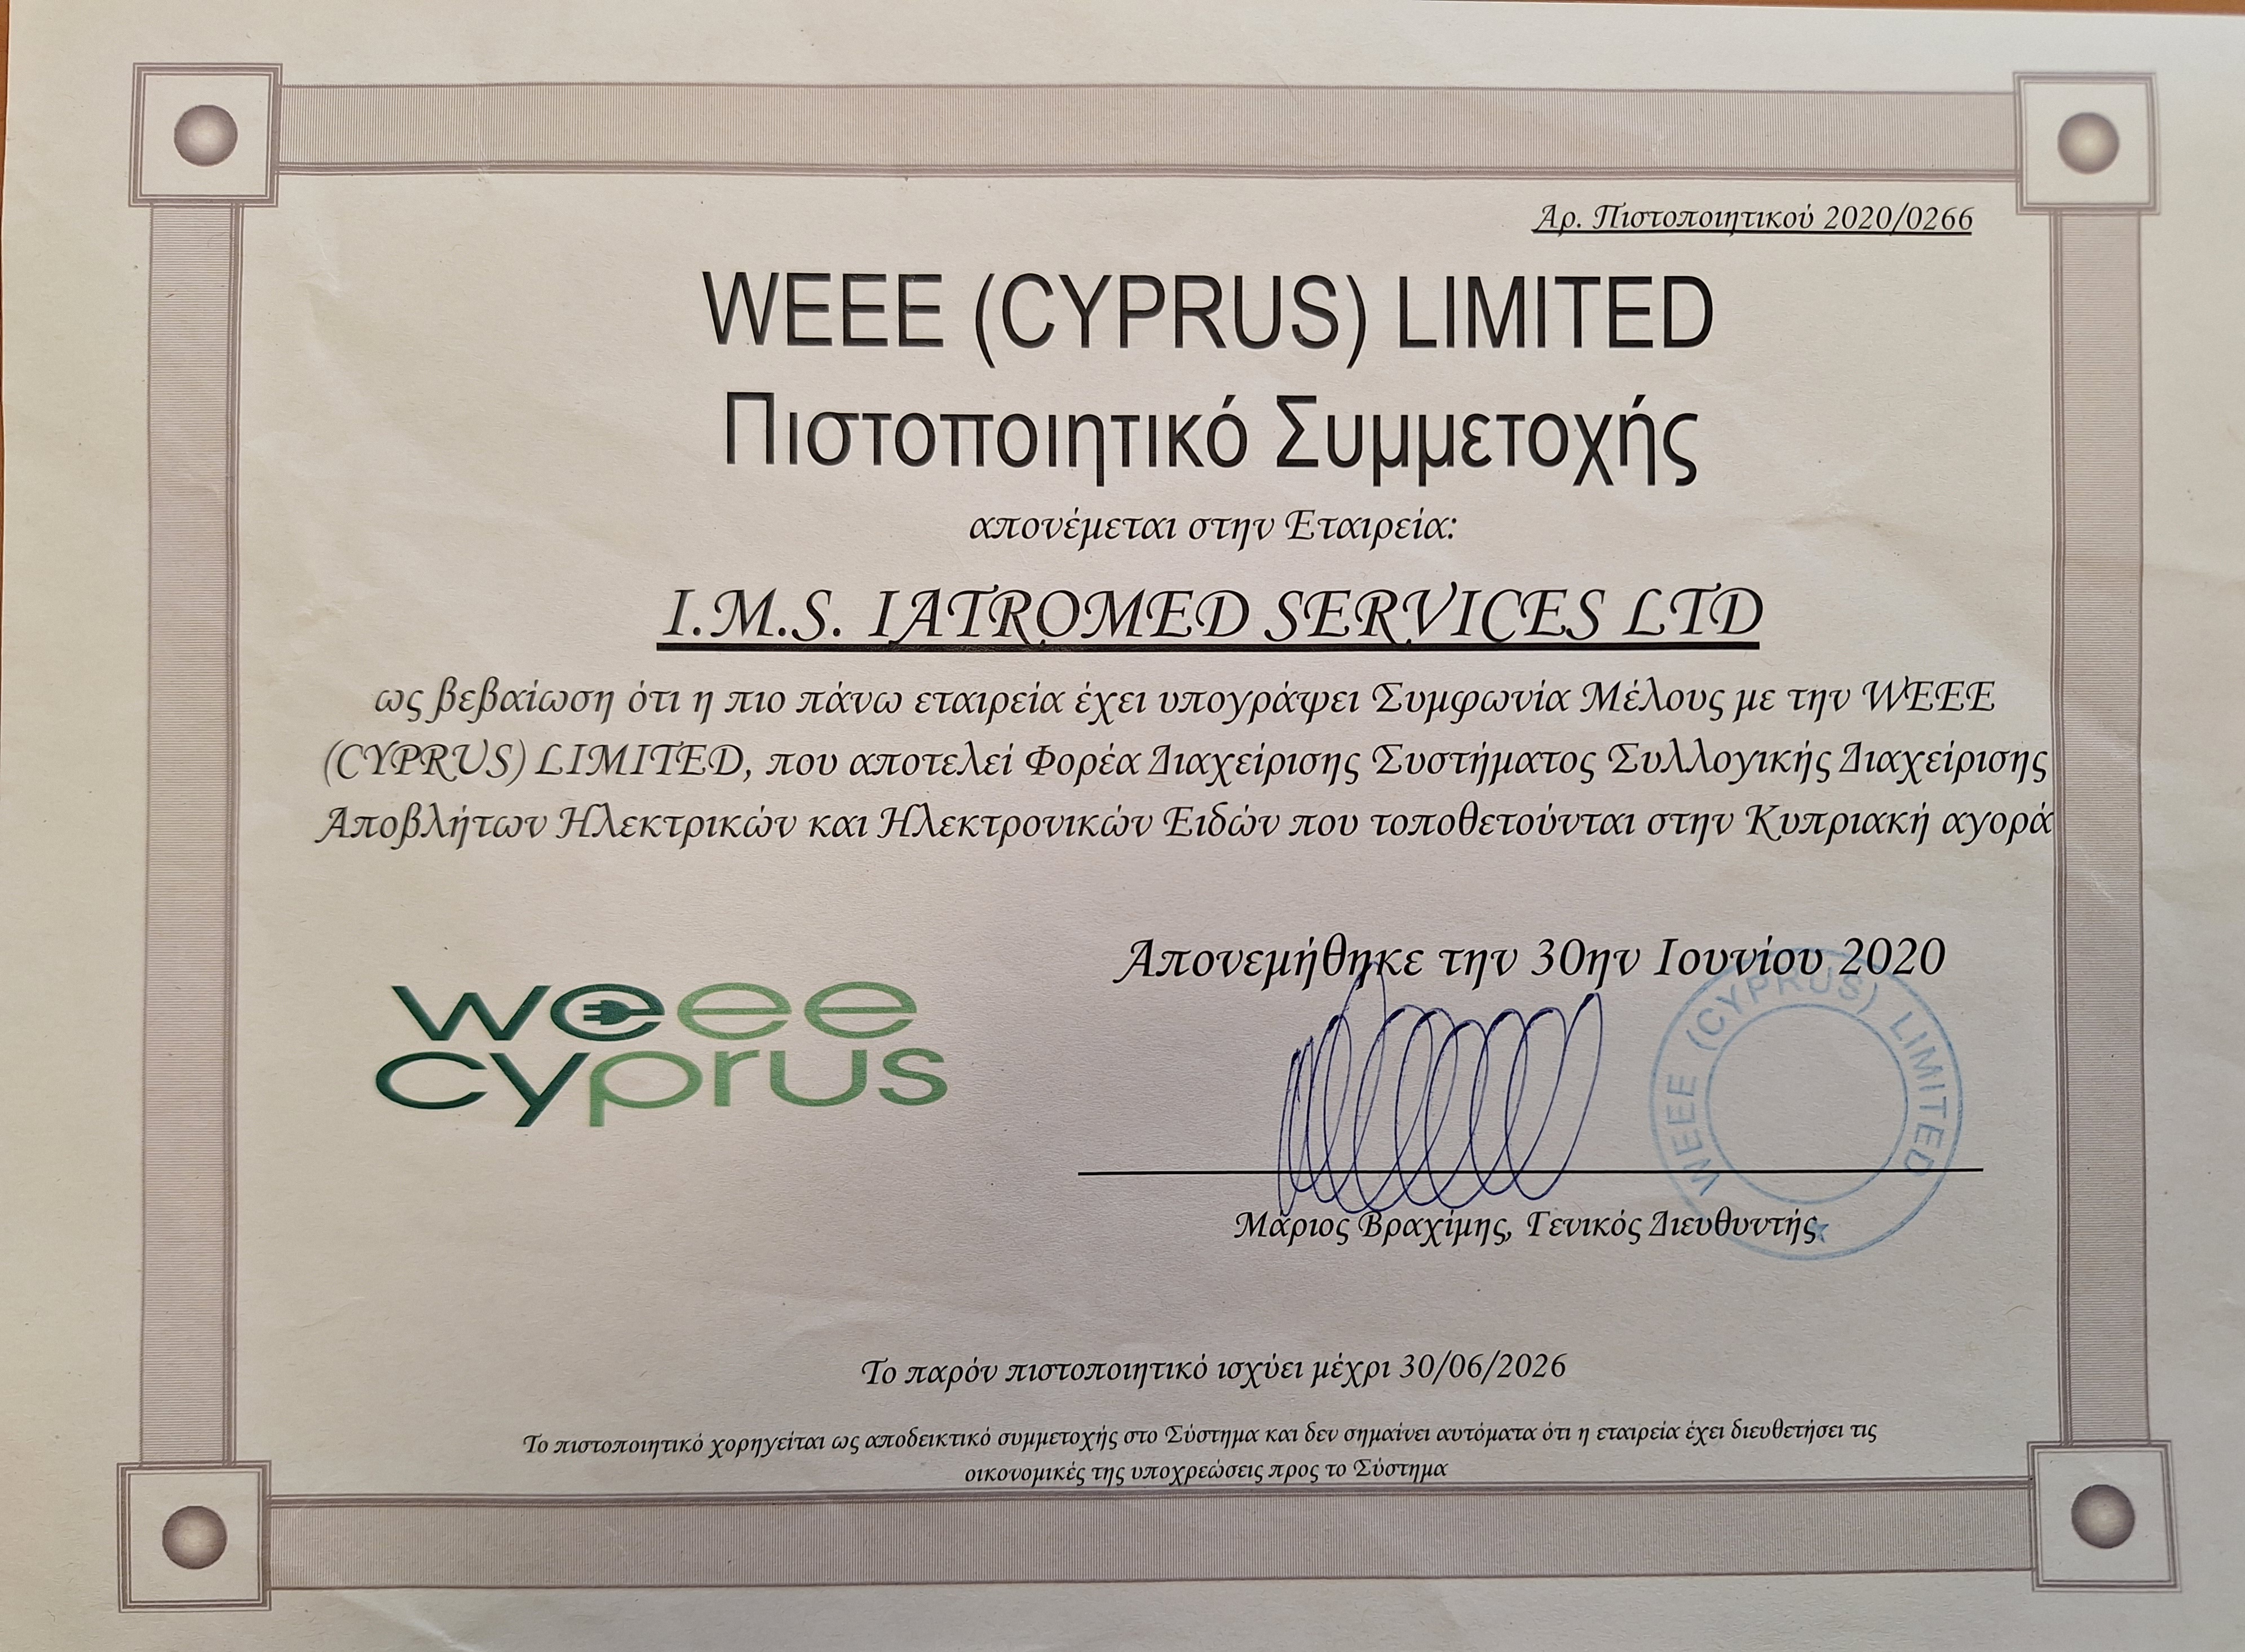 Αρ. Πιστοποιητικού 2020/0266
WEEE (CYPRUS) LIMITED
Πιστοποιητικό Συμμετοχής
απονέμεται στην Εταιρεία:
I.M.S. IATROMED SERVICES LTD
ως βεβαίωση ότι η πιο πάνω εταιρεία έχει υπογράψει Συμφωνία Μέλους με την WEEE
(CYPRUS) LIMITED, που αποτελεί Φορέα Διαχείρισης Συστήματος Συλλογικής Διαχείρισης
Αποβλήτων Ηλεκτρικών και Ηλεκτρονικών Ειδών που τοποθετούνται στην Κυπριακή αγορά
Απονεμήθηκε την 30ην Ιουνίου 2020
weee
cyprus
WEEE (CYPRUS) LIMITED
Μάριος Βραχίμης, Γενικός Διευθυντής
Το παρόν πιστοποιητικό ισχύει μέχρι 30/06/2026
Το πιστοποιητικό χορηγείται ως αποδεικτικό συμμετοχής στο Σύστημα και δεν σημαίνει αυτόματα ότι η εταιρεία έχει διευθετήσει τις
οικονομικές της υποχρεώσεις προς το Σύστημα